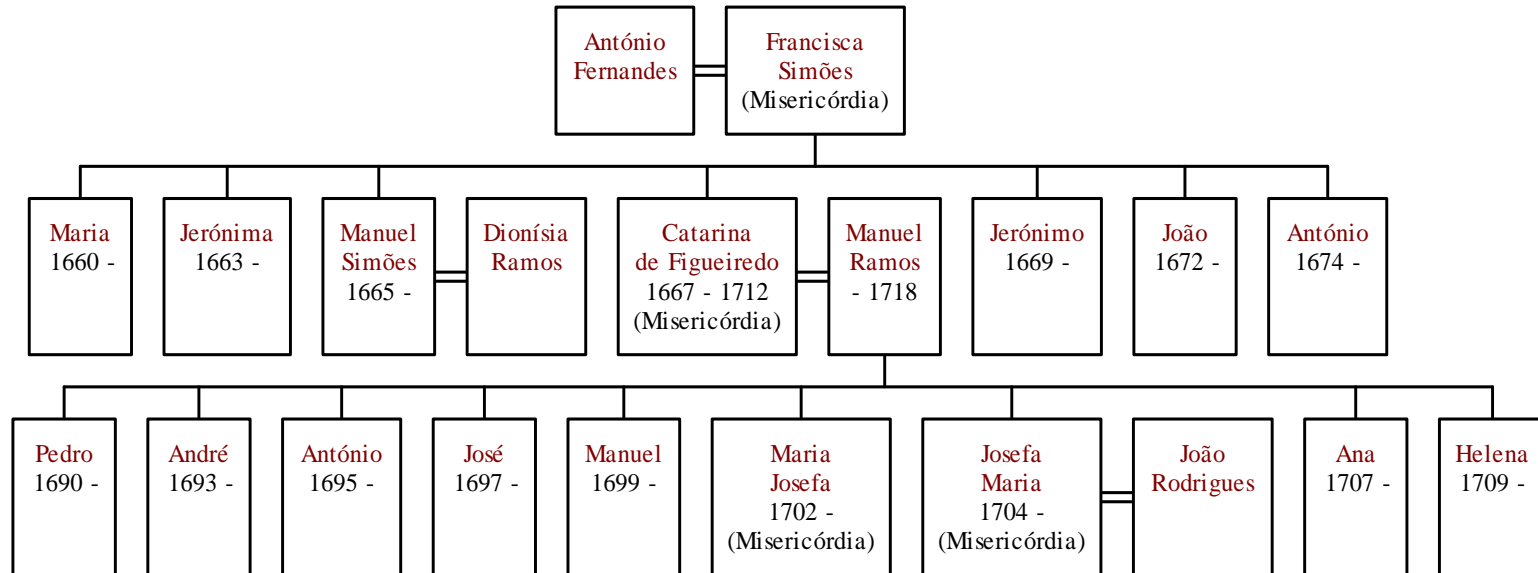 António
Fernandes
Francisca
Simões
(Misericórdia)
Maria
1660 -
Jerónima
1663 -
Manuel
Simões
1665 -
Dionísia
Ramos
Catarina
de Figueiredo
1667 - 1712
(Misericórdia)
Manuel
Ramos
- 1718
Jerónimo
1669 -
João
1672 -
António
1674 -
Pedro
1690 -
André
1693 -
António
1695 -
José
1697 -
Manuel
1699 -
Maria
Josefa
1702 -
(Misericórdia)
Josefa
Maria
1704 -
(Misericórdia)
João
Rodrigues
Ana
1707 -
Helena
1709 -